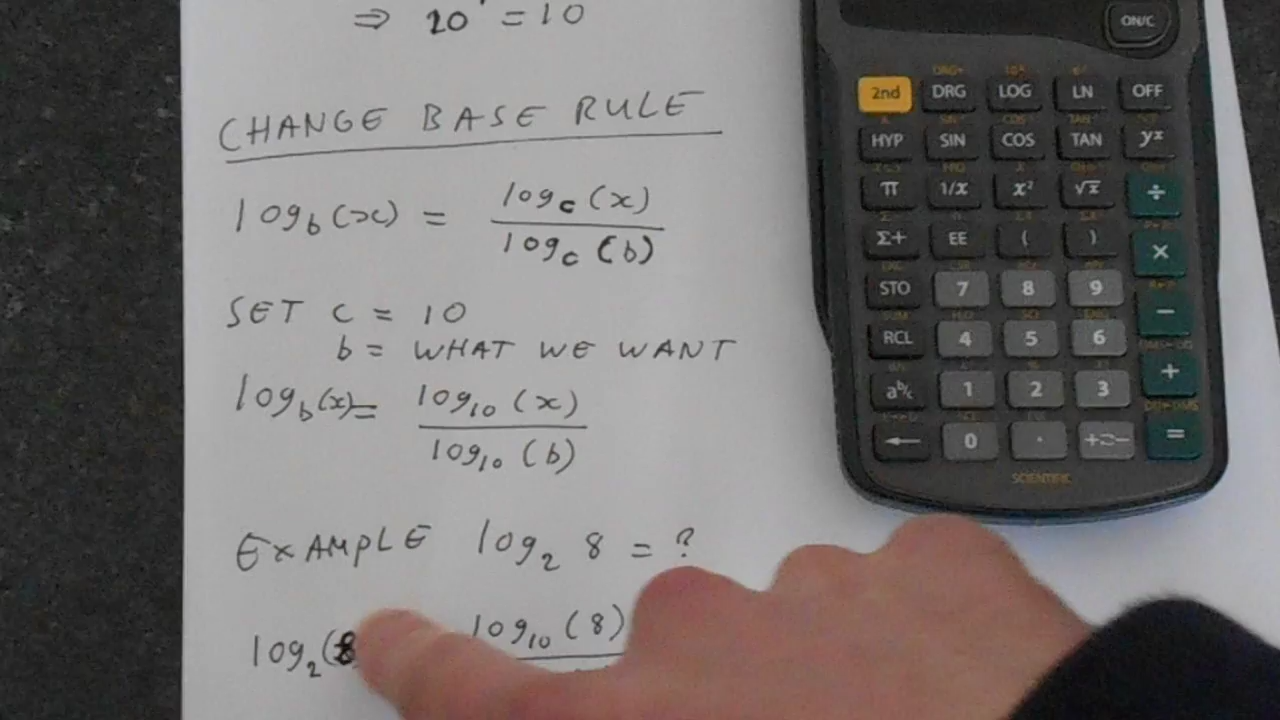 ⇒ 20' = 10
CHANGE BASE RULE
log_b(x) = log_c(x) / log_c(b)
SET c = 10
b = WHAT WE WANT
log_b(x) = log_10(x) / log_10(b)
EXAMPLE log_2 8 = ?
log_2(8 log_10(8)
ON/C
2nd DRG LOG LN OFF
HYP SIN COS TAN yˣ
π 1/x x² √x ÷
Σ+ EE ( ) ×
STO 7 8 9 −
RCL 4 5 6 +
aᵇ/c 1 2 3
← 0 . +⇆− =
SCIENTIFIC